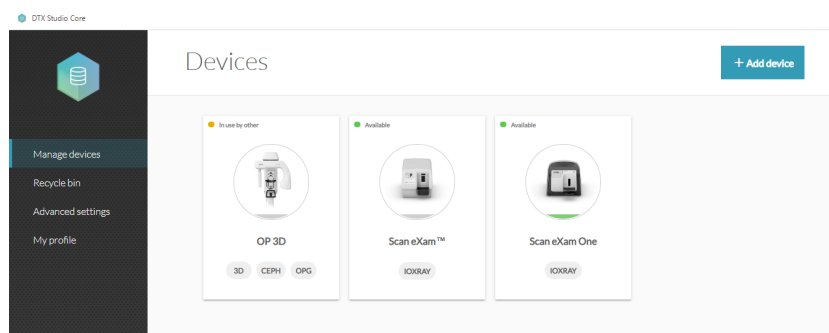 DTX Studio Core
Devices
+ Add device
Manage devices
Recycle bin
Advanced settings
My profile
In use by other
OP 3D
3D CEPH OPG
Available
Scan eXam™
IOXRAY
Available
Scan eXam One
IOXRAY